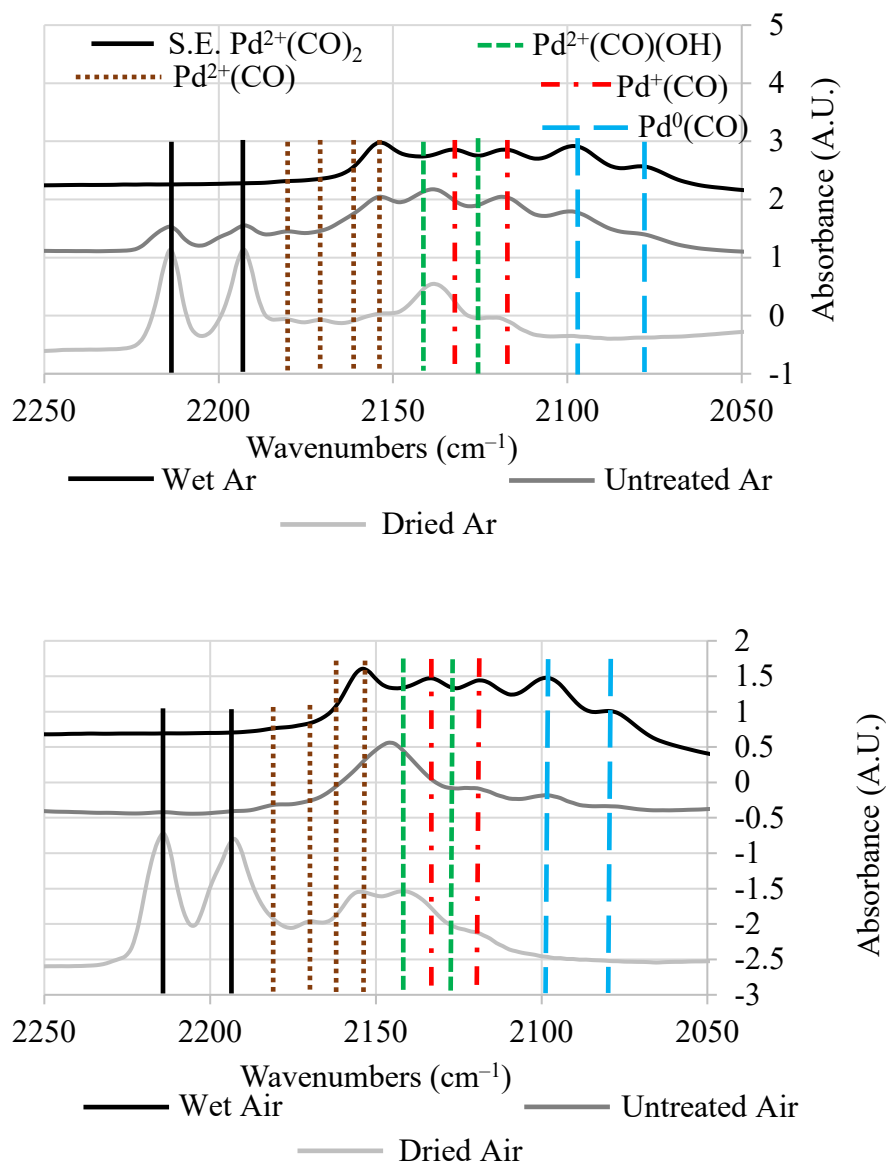 S.E. Pd²⁺(CO)₂
Pd²⁺(CO)
Pd²⁺(CO)(OH)
Pd⁺(CO)
Pd⁰(CO)
5
4
3
2
1
0
-1
Absorbance (A.U.)
2250 2200 2150 2100 2050
Wavenumbers (cm⁻¹)
Wet Ar
Untreated Ar
Dried Ar
2
1.5
1
0.5
0
-0.5
-1
-1.5
-2
-2.5
-3
Absorbance (A.U.)
2250 2200 2150 2100 2050
Wavenumbers (cm⁻¹)
Wet Air
Untreated Air
Dried Air